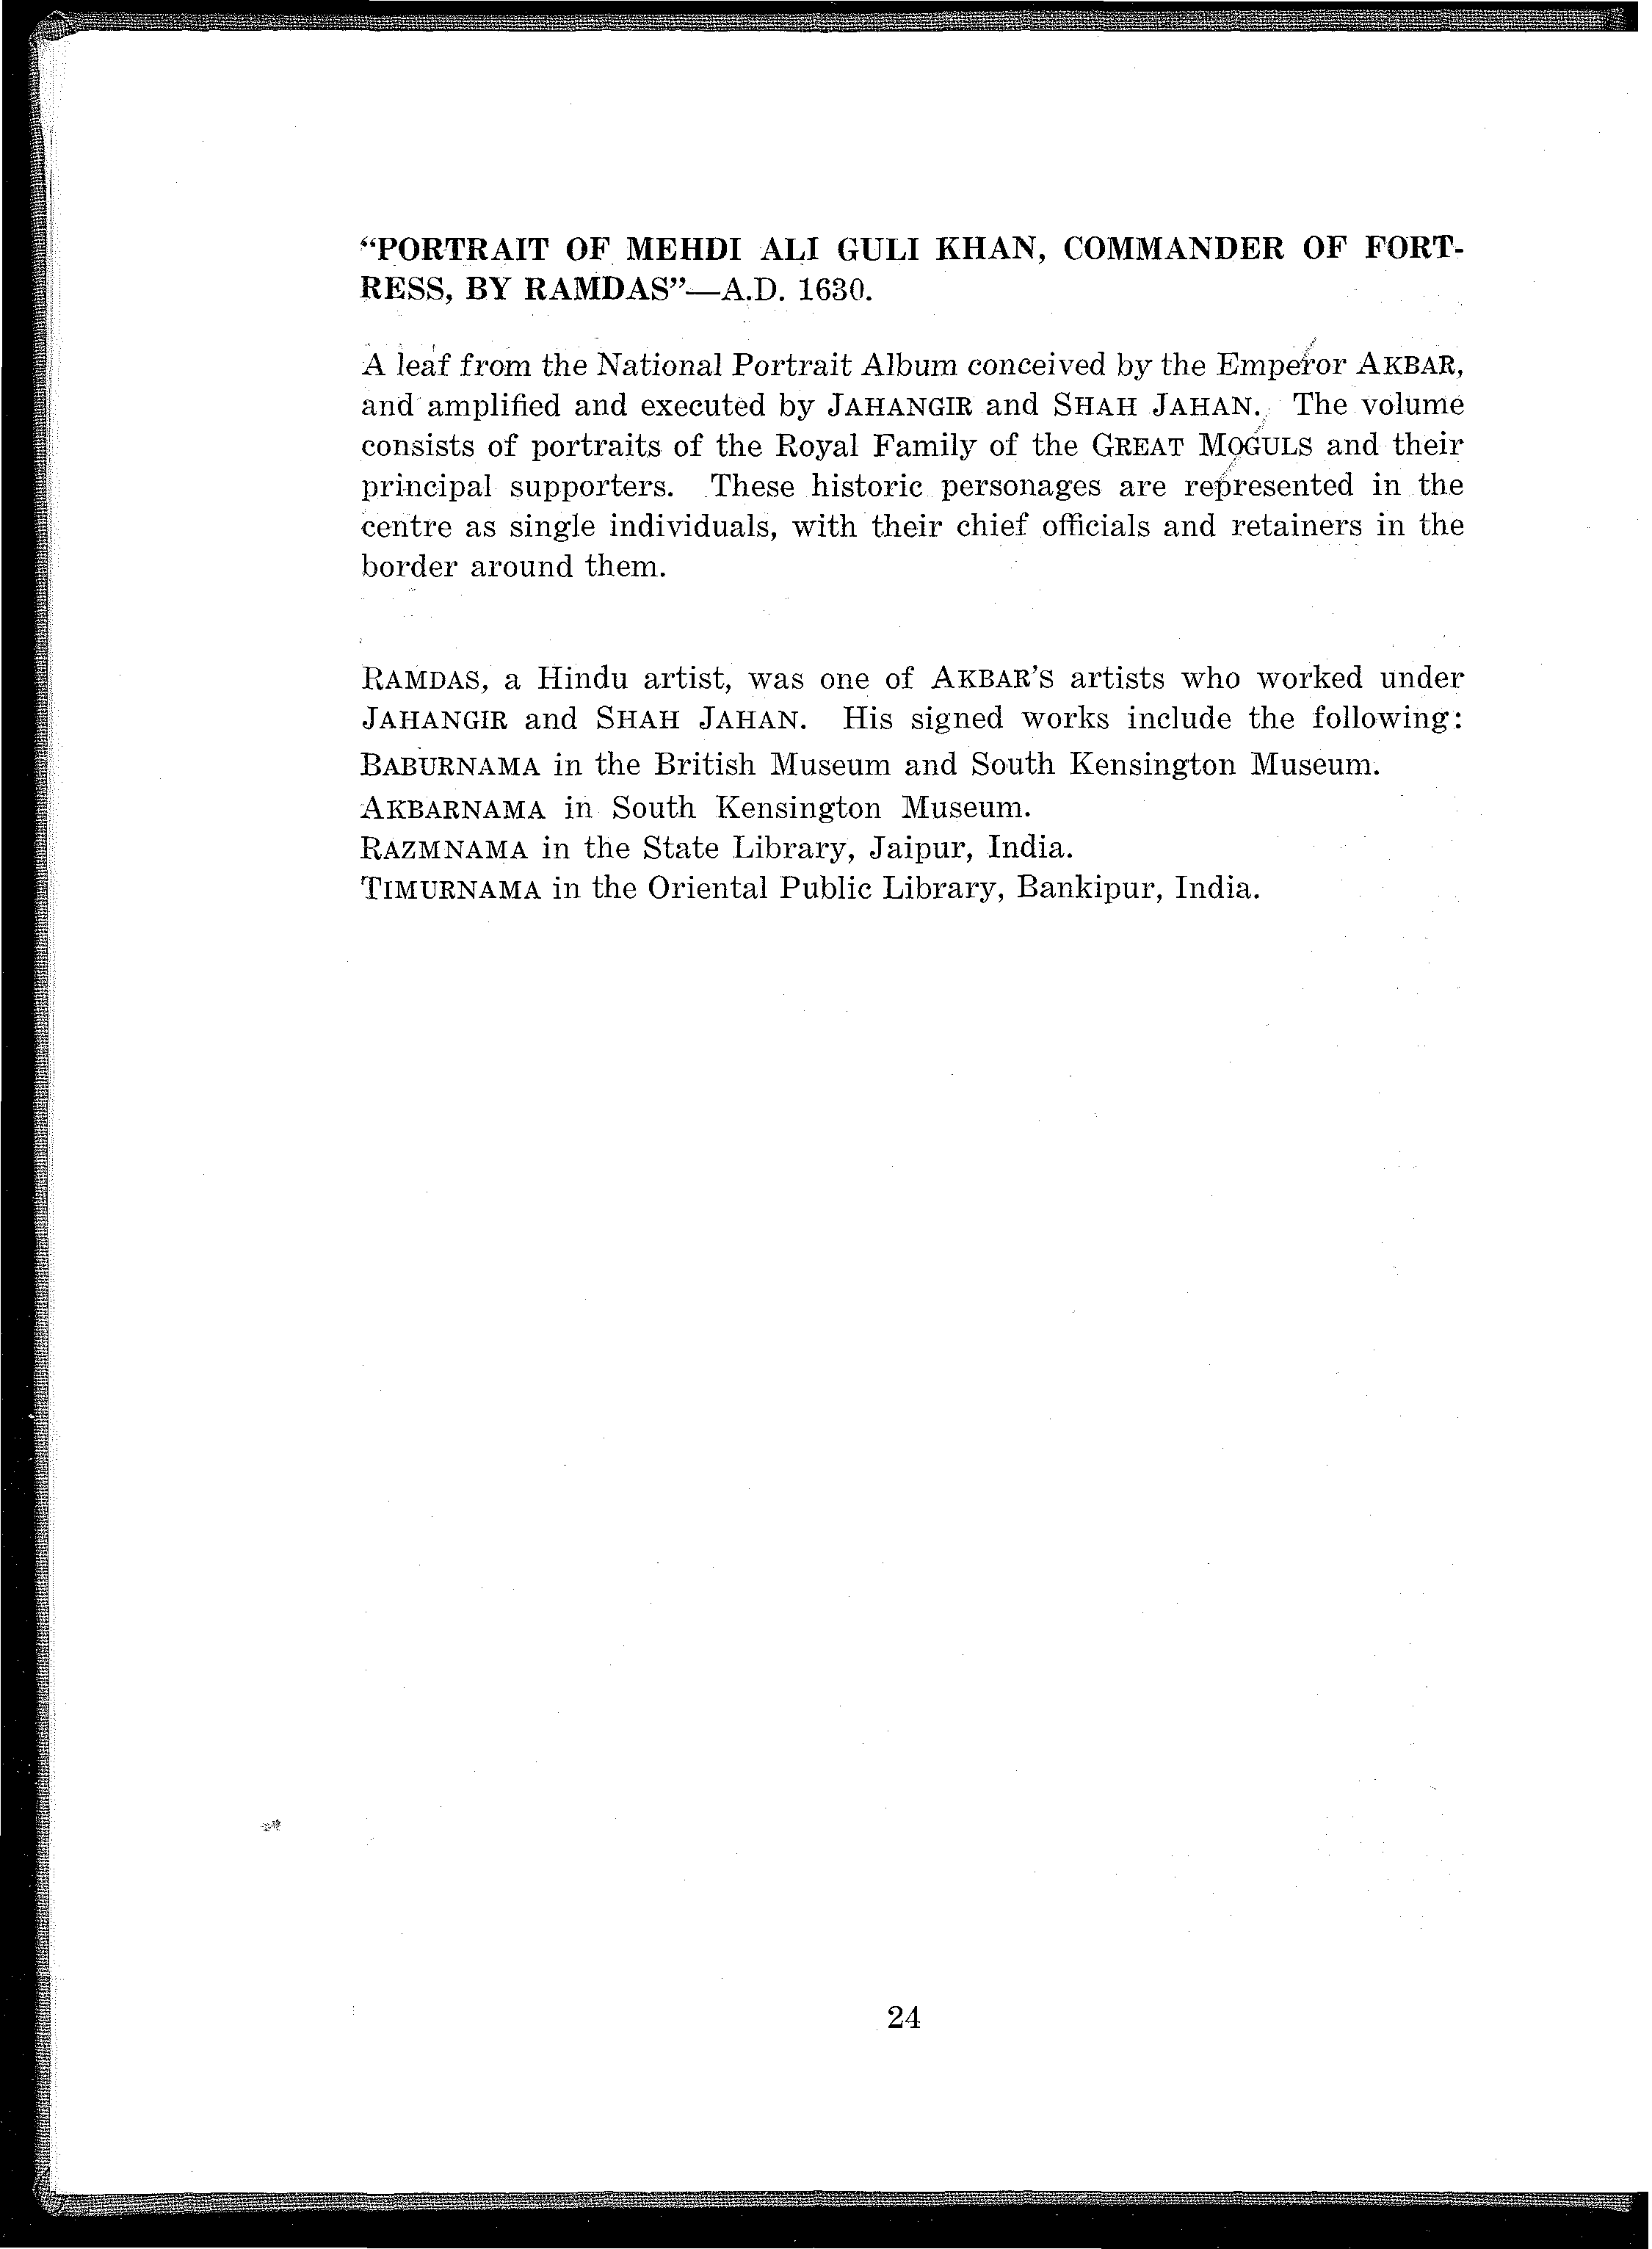 “PORTRAIT OF MEHDI ALI GULI KHAN, COMMANDER OF FORT-
RESS, BY RAMDAS”—A.D. 1630.
A leaf from the National Portrait Album conceived by the Emperor AKBAR,
and amplified and executed by JAHANGIR and SHAH JAHAN. The volume
consists of portraits of the Royal Family of the GREAT MOGULS and their
principal supporters. These historic personages are represented in the
centre as single individuals, with their chief officials and retainers in the
border around them.
RAMDAS, a Hindu artist, was one of AKBAR’S artists who worked under
JAHANGIR and SHAH JAHAN. His signed works include the following:
BABURNAMA in the British Museum and South Kensington Museum.
AKBARNAMA in South Kensington Museum.
RAZMNAMA in the State Library, Jaipur, India.
TIMURNAMA in the Oriental Public Library, Bankipur, India.
24